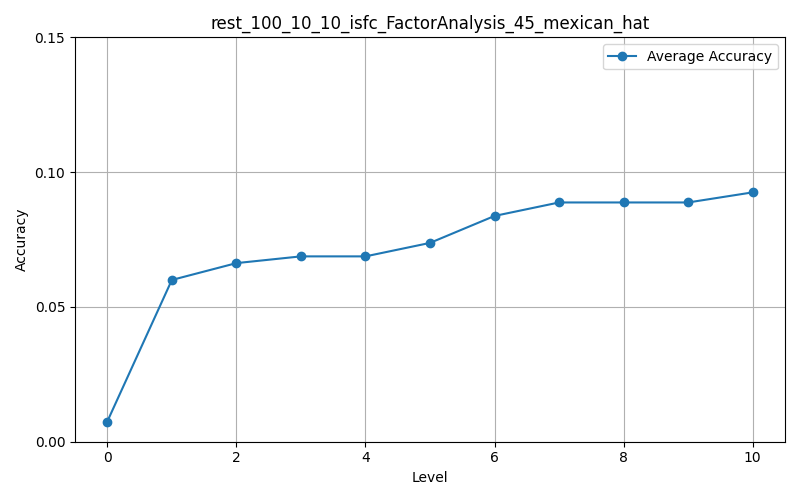 rest_100_10_10_isfc_FactorAnalysis_45_mexican_hat
Average Accuracy
0.15
0.10
0.05
0.00
Accuracy
0 2 4 6 8 10
Level